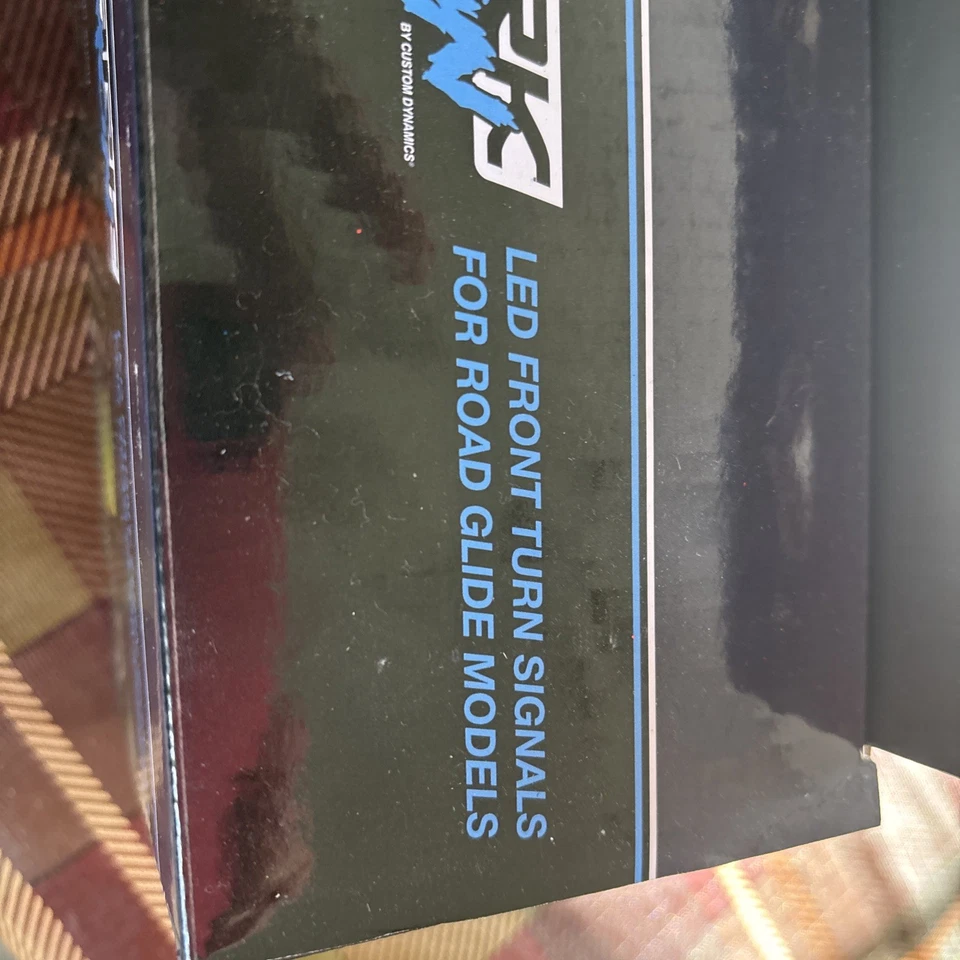 BY CUSTOM DYNAMICS®
LED FRONT TURN SIGNALS
FOR ROAD GLIDE MODELS